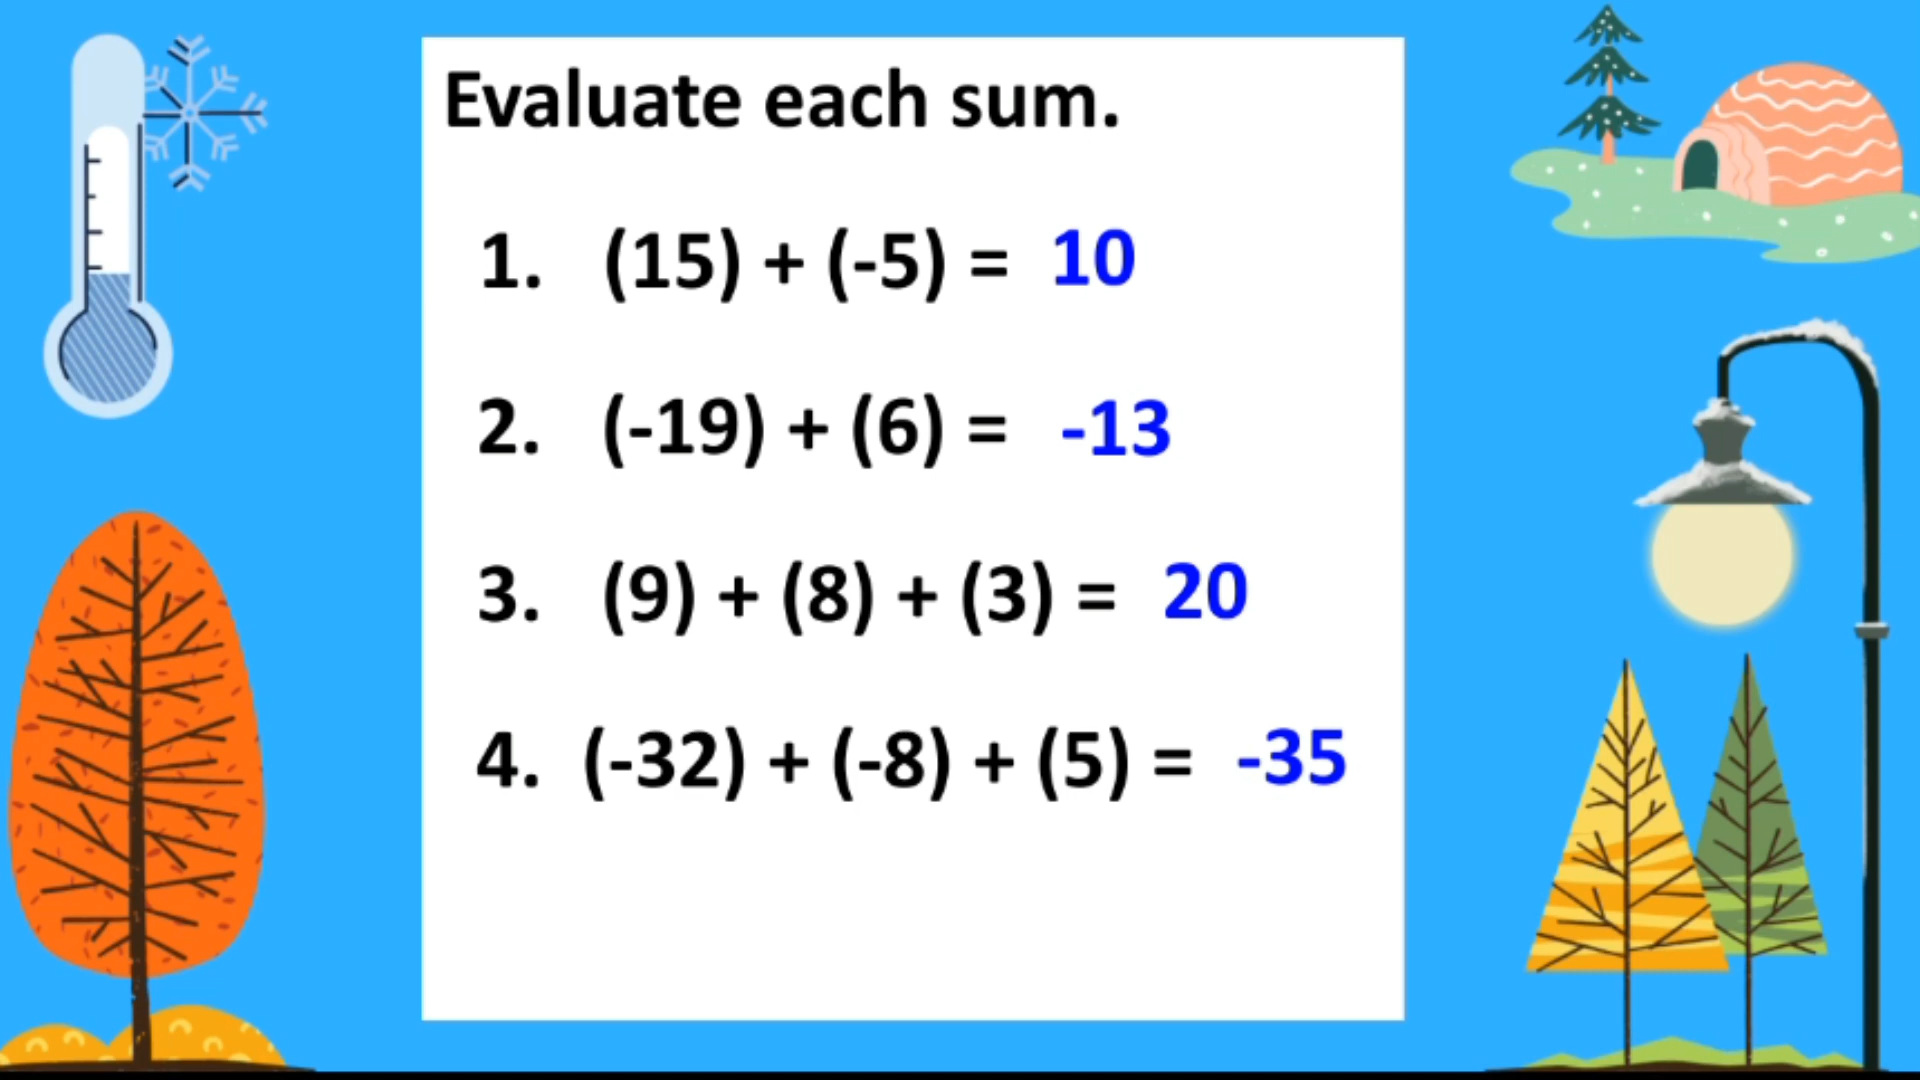 Evaluate each sum.
1. (15) + (-5) = 10
2. (-19) + (6) = -13
3. (9) + (8) + (3) = 20
4. (-32) + (-8) + (5) = -35